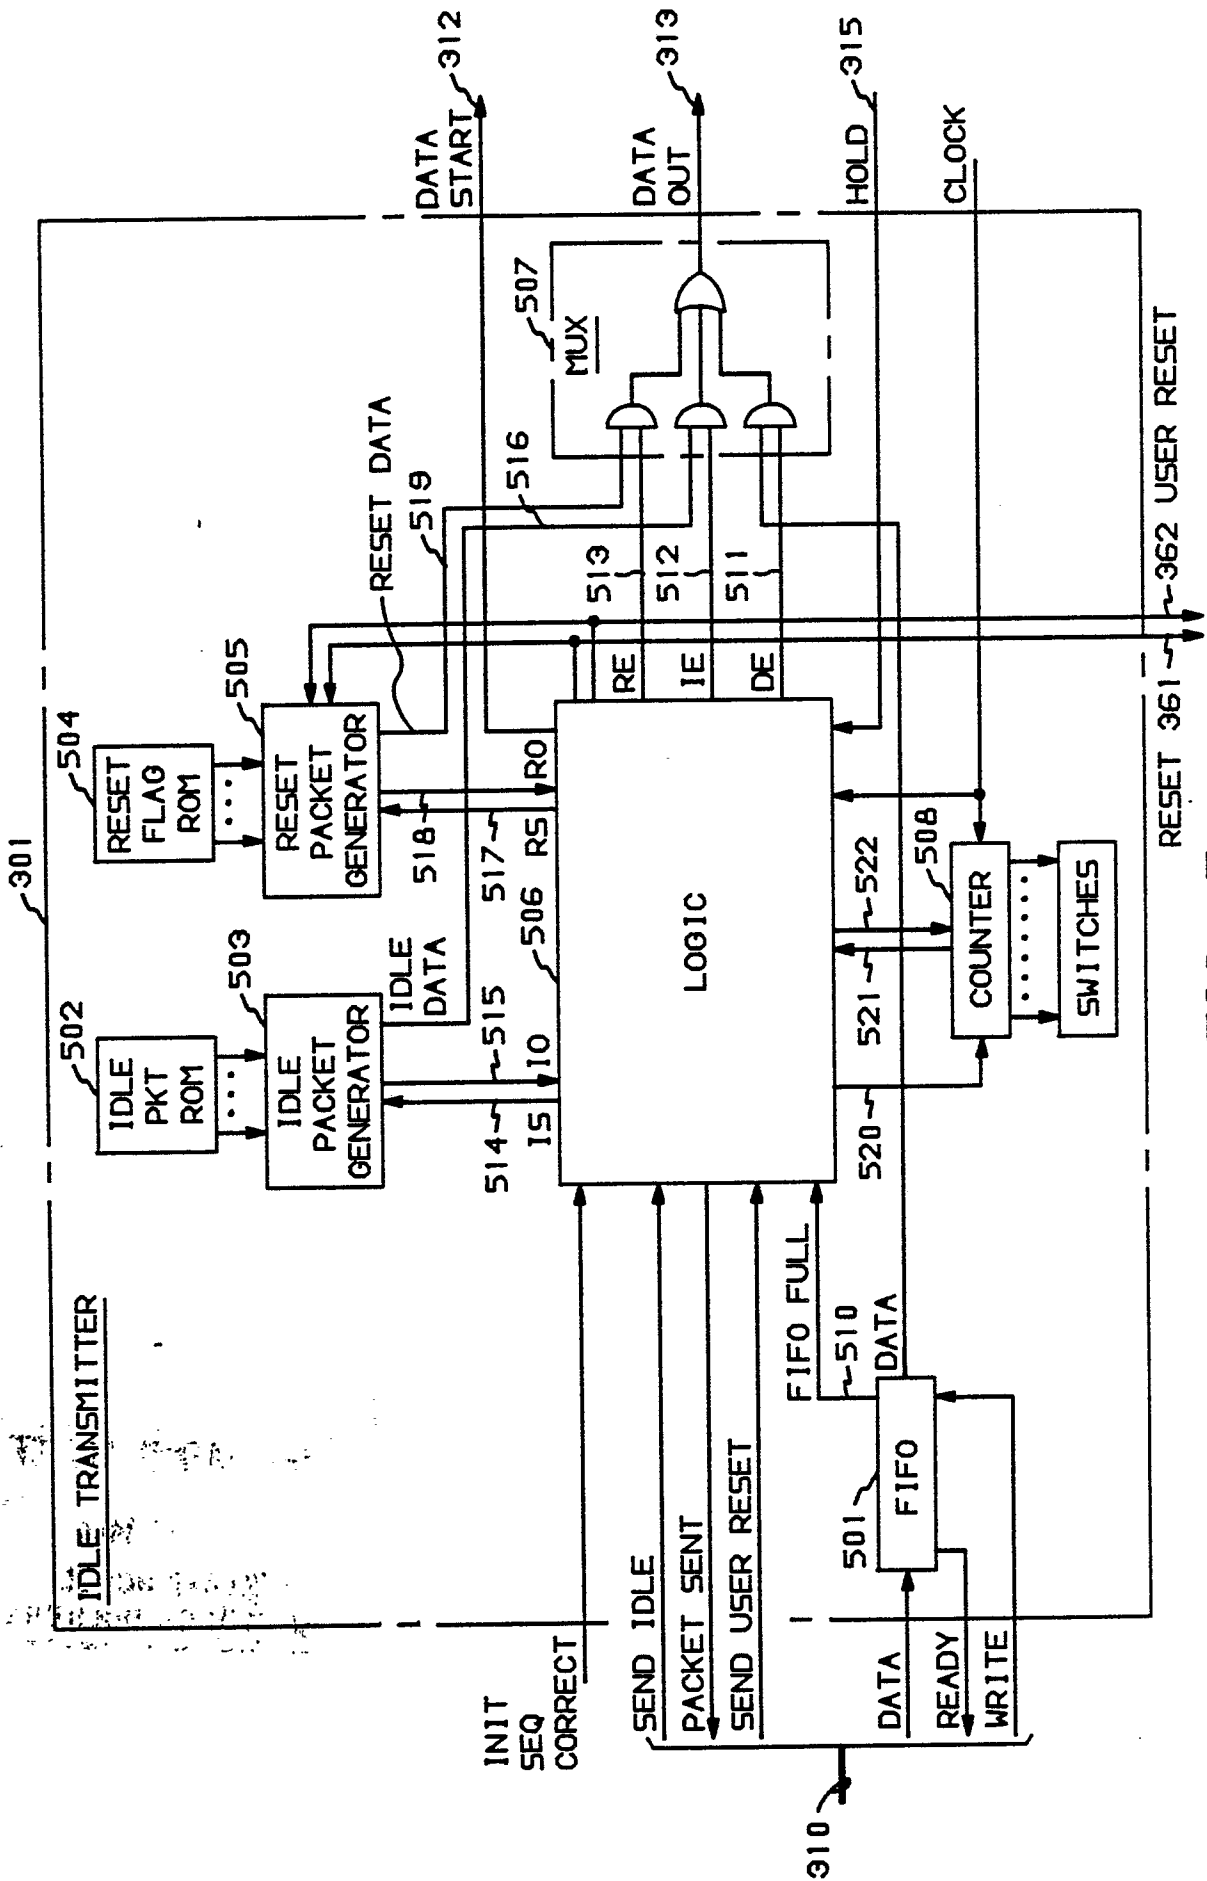 301
IDLE TRANSMITTER
502
IDLE
PKT
ROM
503
IDLE
PACKET
GENERATOR
504
RESET
FLAG
ROM
505
RESET
PACKET
GENERATOR
IDLE
DATA
RESET DATA
519
516
514
515
517
518
IS
IO
506
RS
RO
LOGIC
INIT
SEQ
CORRECT
SEND IDLE
PACKET SENT
SEND USER RESET
310
DATA
READY
WRITE
501
FIFO
FIFO FULL
510
DATA
520
521
522
508
COUNTER
SWITCHES
RE
513
IE
512
DE
511
MUX
507
DATA
START
312
DATA
OUT
313
HOLD
315
CLOCK
RESET 361
362 USER RESET